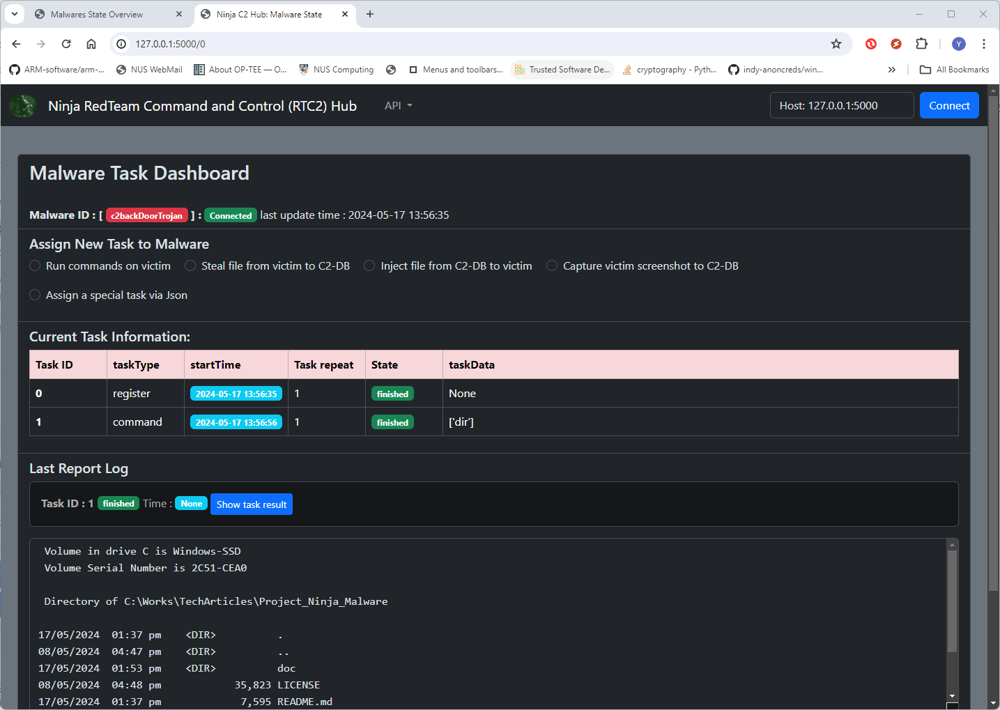 Malwares State Overview
Ninja C2 Hub: Malware State
127.0.0.1:5000/0
Y
ARM-software/arm-...
NUS WebMail
About OP-TEE — O...
NUS Computing
Menus and toolbars...
Trusted Software De...
cryptography - Pyth...
indy-anoncreds/win...
All Bookmarks
Ninja RedTeam Command and Control (RTC2) Hub
API
Host: 127.0.0.1:5000
Connect
Malware Task Dashboard
Malware ID : [ c2backDoorTrojan ] : Connected last update time : 2024-05-17 13:56:35
Assign New Task to Malware
Run commands on victim
Steal file from victim to C2-DB
Inject file from C2-DB to victim
Capture victim screenshot to C2-DB
Assign a special task via Json
Current Task Information:
Task ID taskType startTime Task repeat State taskData
0 register 2024-05-17 13:56:35 1 finished None
1 command 2024-05-17 13:56:56 1 finished ['dir']
Last Report Log
Task ID : 1 finished Time : None Show task result
Volume in drive C is Windows-SSD
Volume Serial Number is 2C51-CEA0
Directory of C:\Works\TechArticles\Project_Ninja_Malware
17/05/2024 01:37 pm <DIR> .
08/05/2024 04:47 pm <DIR> ..
17/05/2024 01:53 pm <DIR> doc
08/05/2024 04:48 pm 35,823 LICENSE
17/05/2024 01:37 pm 7,595 README.md